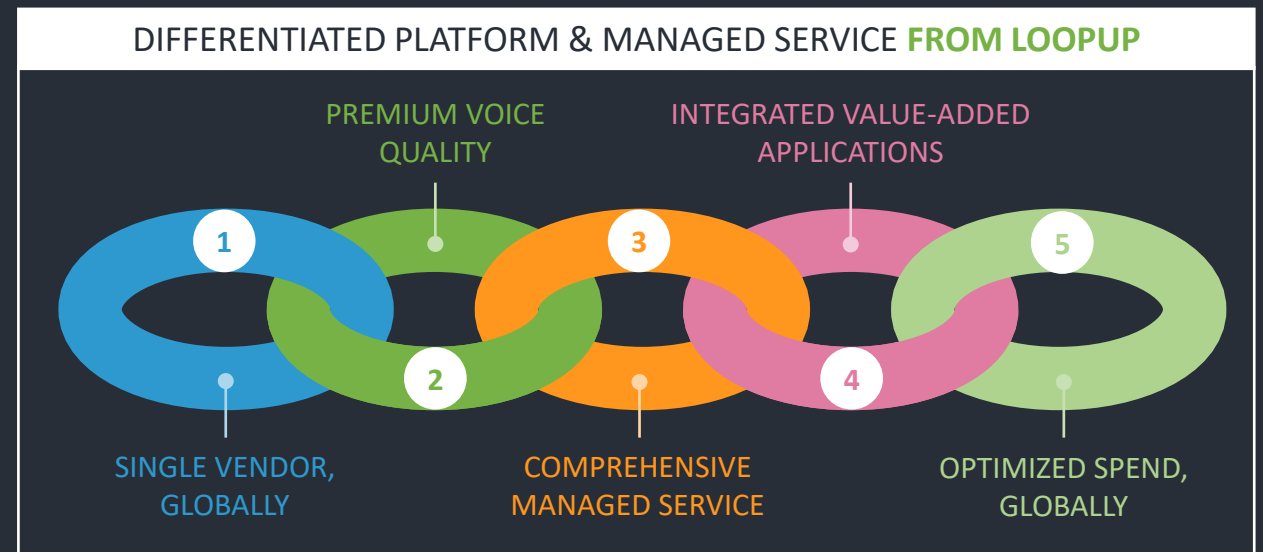 DIFFERENTIATED PLATFORM & MANAGED SERVICE FROM LOOPUP
PREMIUM VOICE
QUALITY
INTEGRATED VALUE-ADDED
APPLICATIONS
1
2
3
4
5
SINGLE VENDOR,
GLOBALLY
COMPREHENSIVE
MANAGED SERVICE
OPTIMIZED SPEND,
GLOBALLY